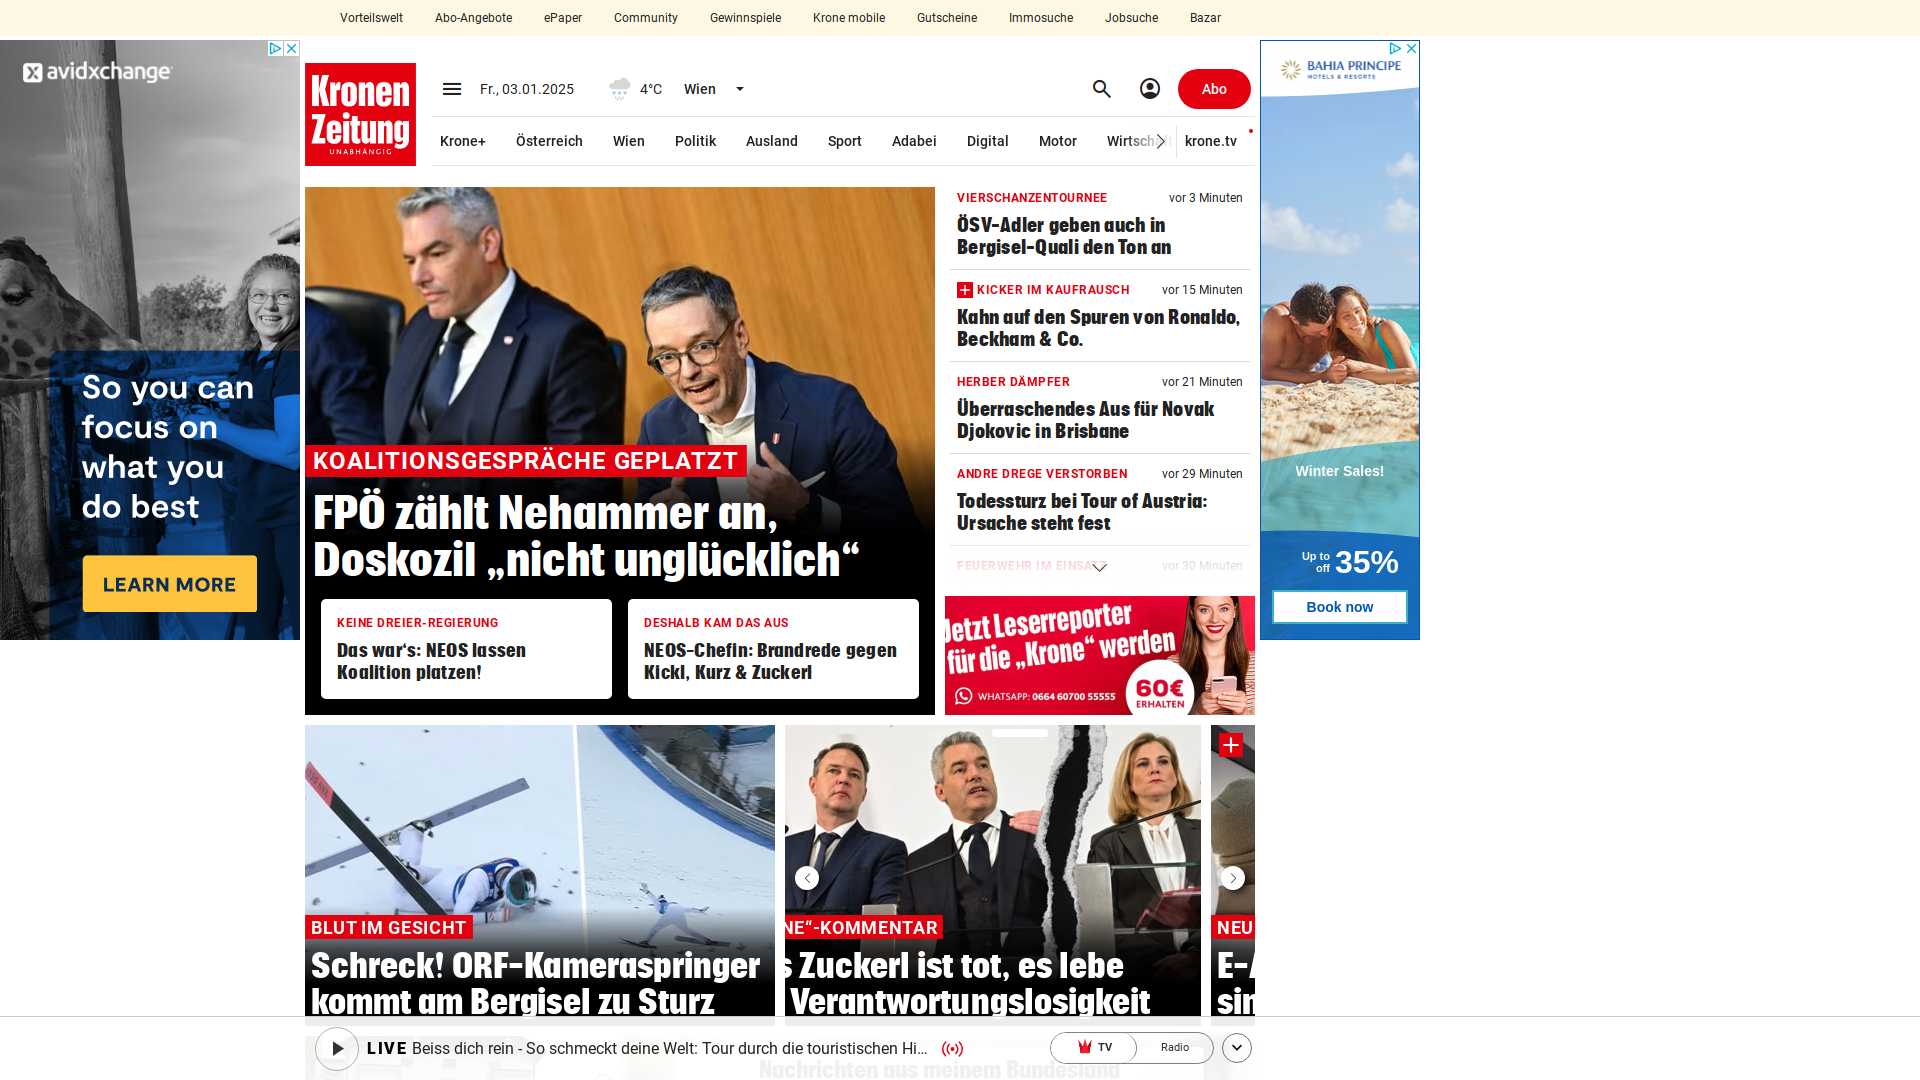 Vorteilswelt
Abo-Angebote
ePaper
Community
Gewinnspiele
Krone mobile
Gutscheine
Immosuche
Jobsuche
Bazar
avidxchange
So you can
focus on
what you
do best
LEARN MORE
Kronen
Zeitung
UNABHÄNGIG
Fr., 03.01.2025
4°C
Wien
Abo
Krone+
Österreich
Wien
Politik
Ausland
Sport
Adabei
Digital
Motor
Wirtschaft
krone.tv
KOALITIONSGESPRÄCHE GEPLATZT
FPÖ zählt Nehammer an,
Doskozil „nicht unglücklich“
KEINE DREIER-REGIERUNG
Das war‘s: NEOS lassen
Koalition platzen!
DESHALB KAM DAS AUS
NEOS-Chefin: Brandrede gegen
Kickl, Kurz & Zuckerl
VIERSCHANZENTOURNEE
vor 3 Minuten
ÖSV-Adler geben auch in
Bergisel-Quali den Ton an
KICKER IM KAUFRAUSCH
vor 15 Minuten
Kahn auf den Spuren von Ronaldo,
Beckham & Co.
HERBER DÄMPFER
vor 21 Minuten
Überraschendes Aus für Novak
Djokovic in Brisbane
ANDRE DREGE VERSTORBEN
vor 29 Minuten
Todessturz bei Tour of Austria:
Ursache steht fest
FEUERWEHR IM EINSATZ
vor 30 Minuten
Jetzt Leserreporter
für die „Krone“ werden
WHATSAPP: 0664 60700 55555
60€
ERHALTEN
BAHIA PRINCIPE
HOTELS & RESORTS
Winter Sales!
Up to
off
35%
Book now
BLUT IM GESICHT
Schreck! ORF-Kameraspringer
kommt am Bergisel zu Sturz
NE“-KOMMENTAR
s Zuckerl ist tot, es lebe
Verantwortungslosigkeit
NEU
E-A
sin
LIVE Beiss dich rein - So schmeckt deine Welt: Tour durch die touristischen Hi...
TV
Radio
Nachrichten aus meinem Bundesland